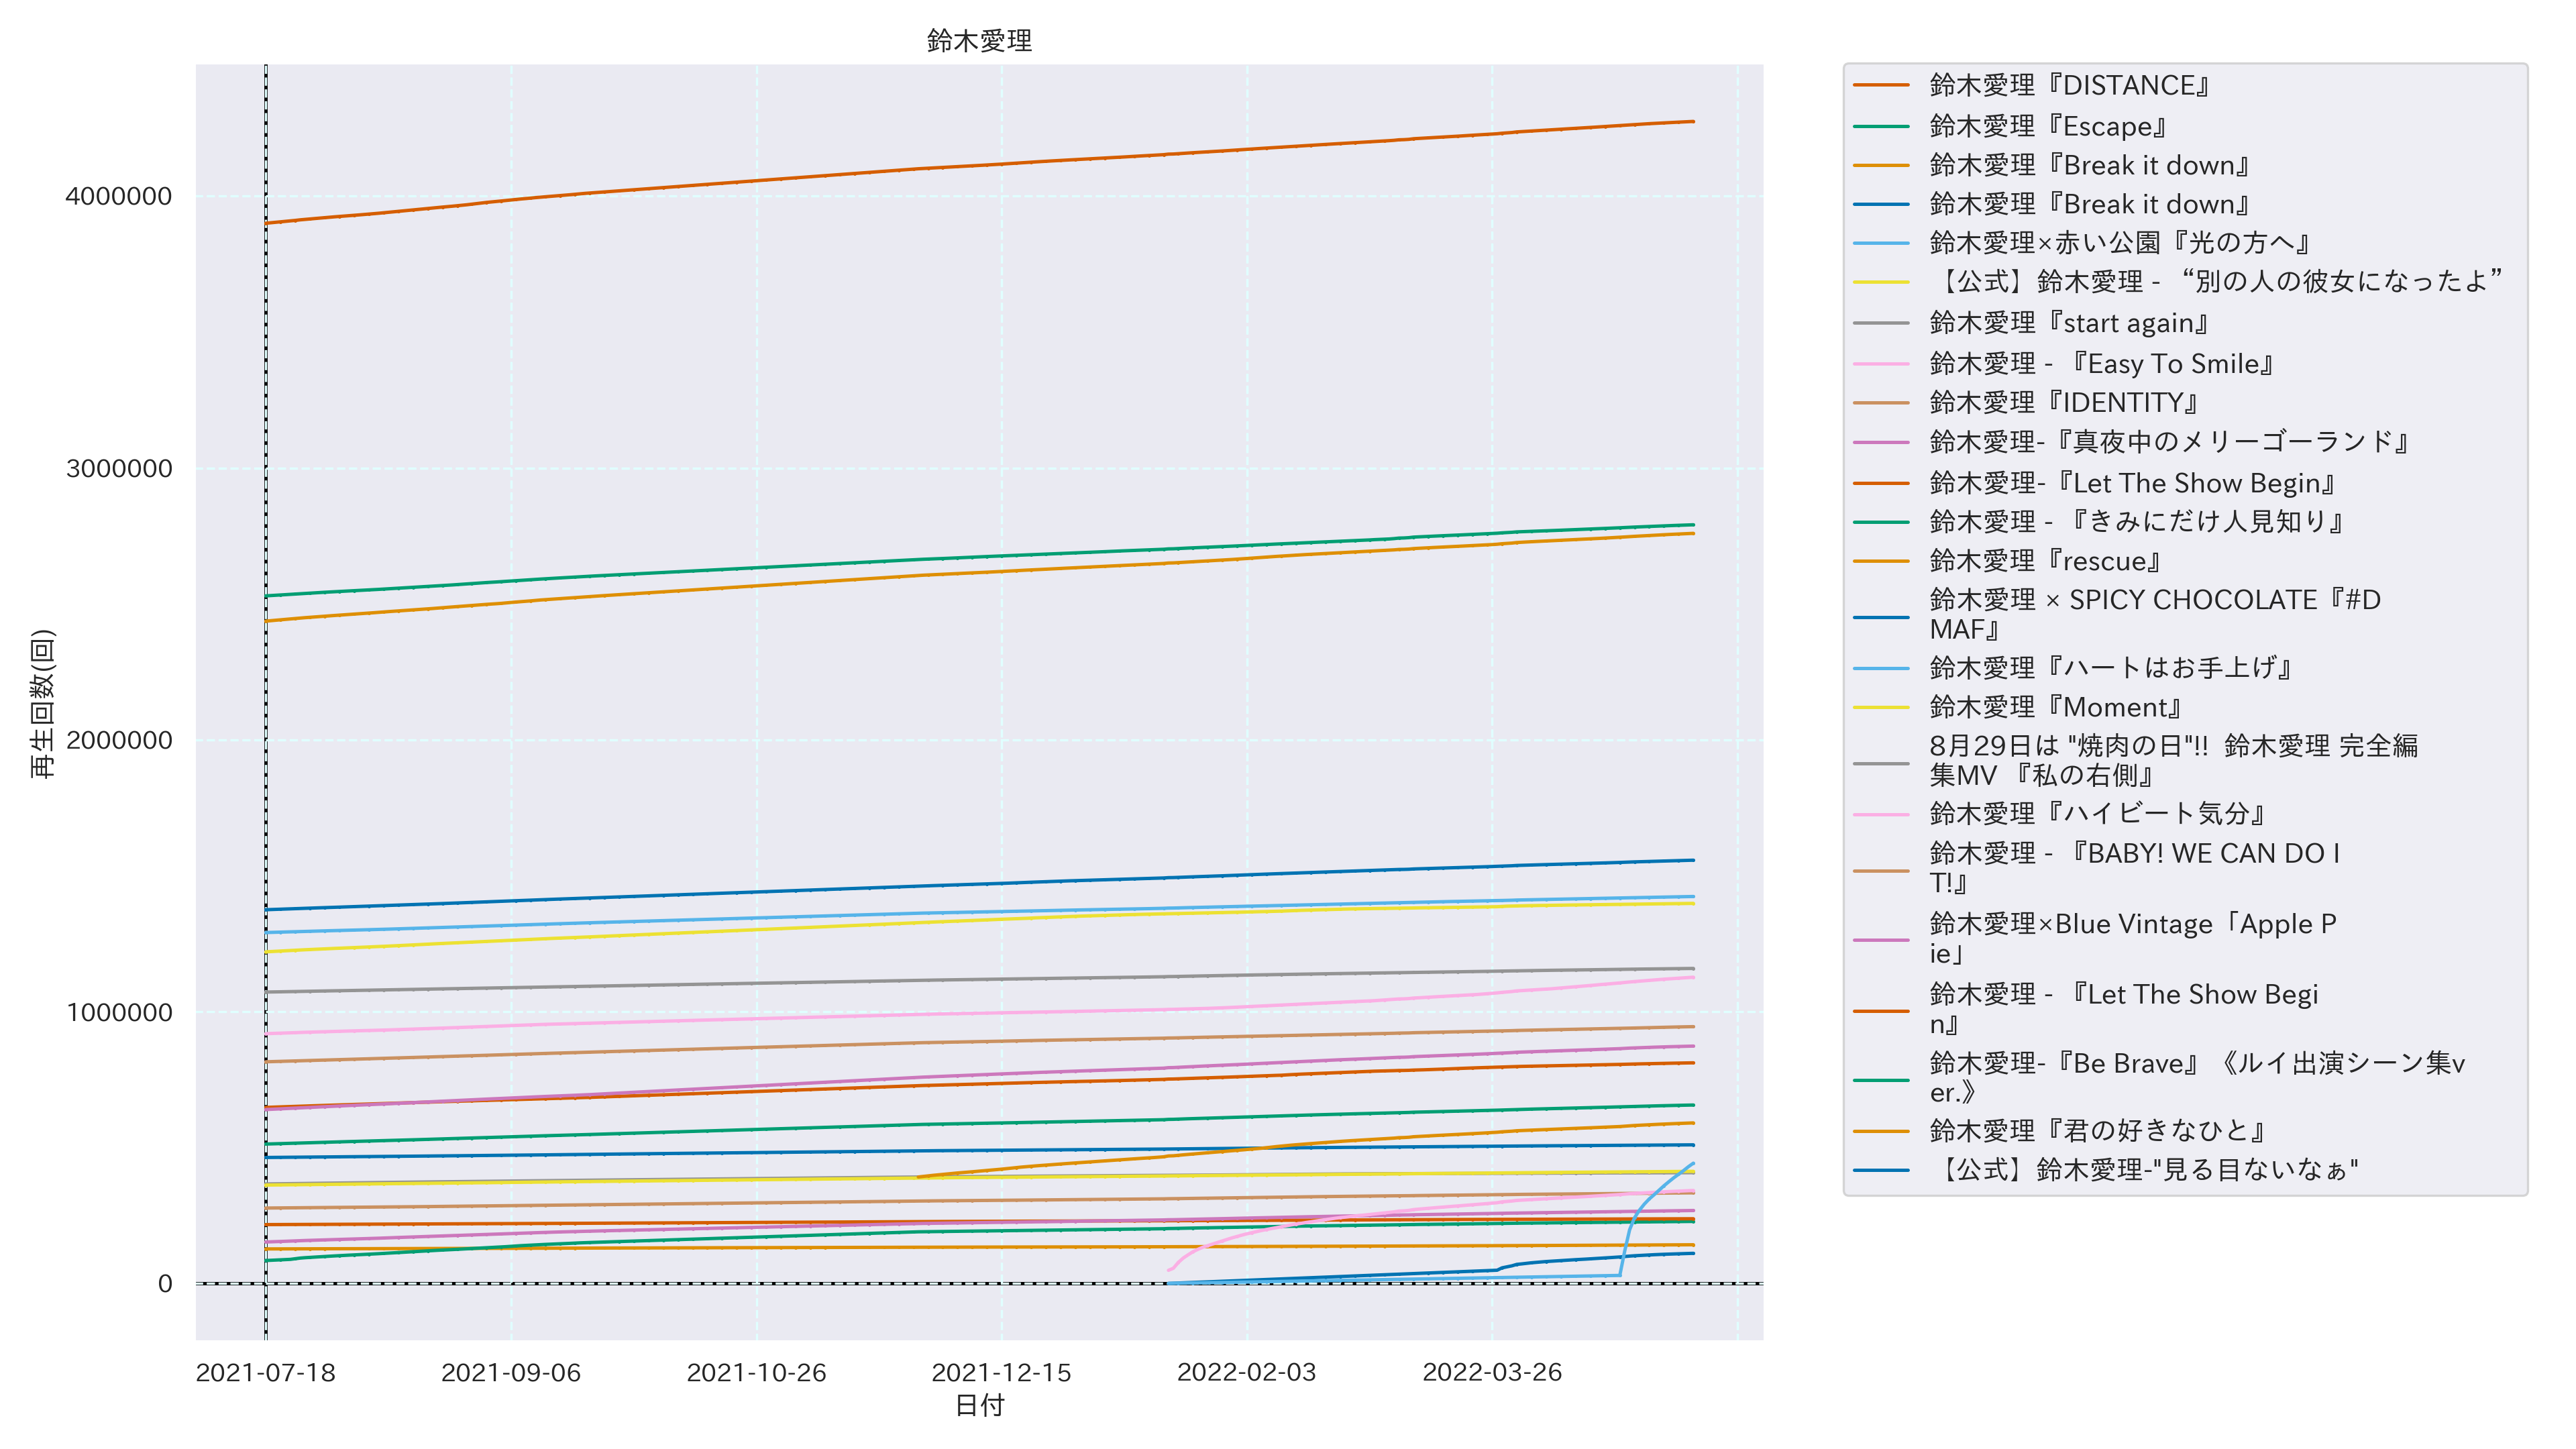 鈴木愛理
再生回数(回)
4000000
3000000
2000000
1000000
0
2021-07-18
2021-09-06
2021-10-26
2021-12-15
2022-02-03
2022-03-26
日付
鈴木愛理『DISTANCE』
鈴木愛理『Escape』
鈴木愛理『Break it down』
鈴木愛理『Break it down』
鈴木愛理×赤い公園『光の方へ』
【公式】鈴木愛理 - “別の人の彼女になったよ”
鈴木愛理『start again』
鈴木愛理 - 『Easy To Smile』
鈴木愛理『IDENTITY』
鈴木愛理-『真夜中のメリーゴーランド』
鈴木愛理-『Let The Show Begin』
鈴木愛理 - 『きみにだけ人見知り』
鈴木愛理『rescue』
鈴木愛理 × SPICY CHOCOLATE『#D
MAF』
鈴木愛理『ハートはお手上げ』
鈴木愛理『Moment』
8月29日は "焼肉の日"!! 鈴木愛理 完全編
集MV 『私の右側』
鈴木愛理『ハイビート気分』
鈴木愛理 - 『BABY! WE CAN DO I
T!』
鈴木愛理×Blue Vintage「Apple P
ie」
鈴木愛理 - 『Let The Show Begi
n』
鈴木愛理-『Be Brave』《ルイ出演シーン集v
er.》
鈴木愛理『君の好きなひと』
【公式】鈴木愛理-"見る目ないなぁ"